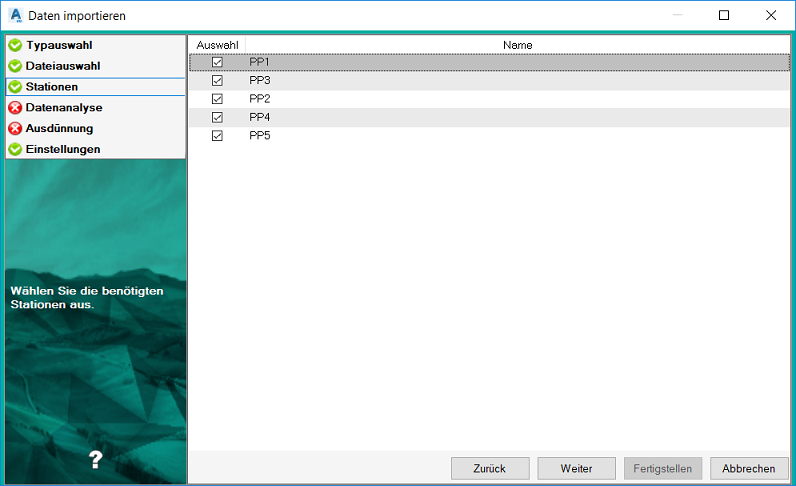 Daten importieren
Typauswahl
Dateiauswahl
Stationen
Datenanalyse
Ausdünnung
Einstellungen
Wählen Sie die benötigten
Stationen aus.
?
Auswahl Name
PP1
PP3
PP2
PP4
PP5
Zurück Weiter Fertigstellen Abbrechen